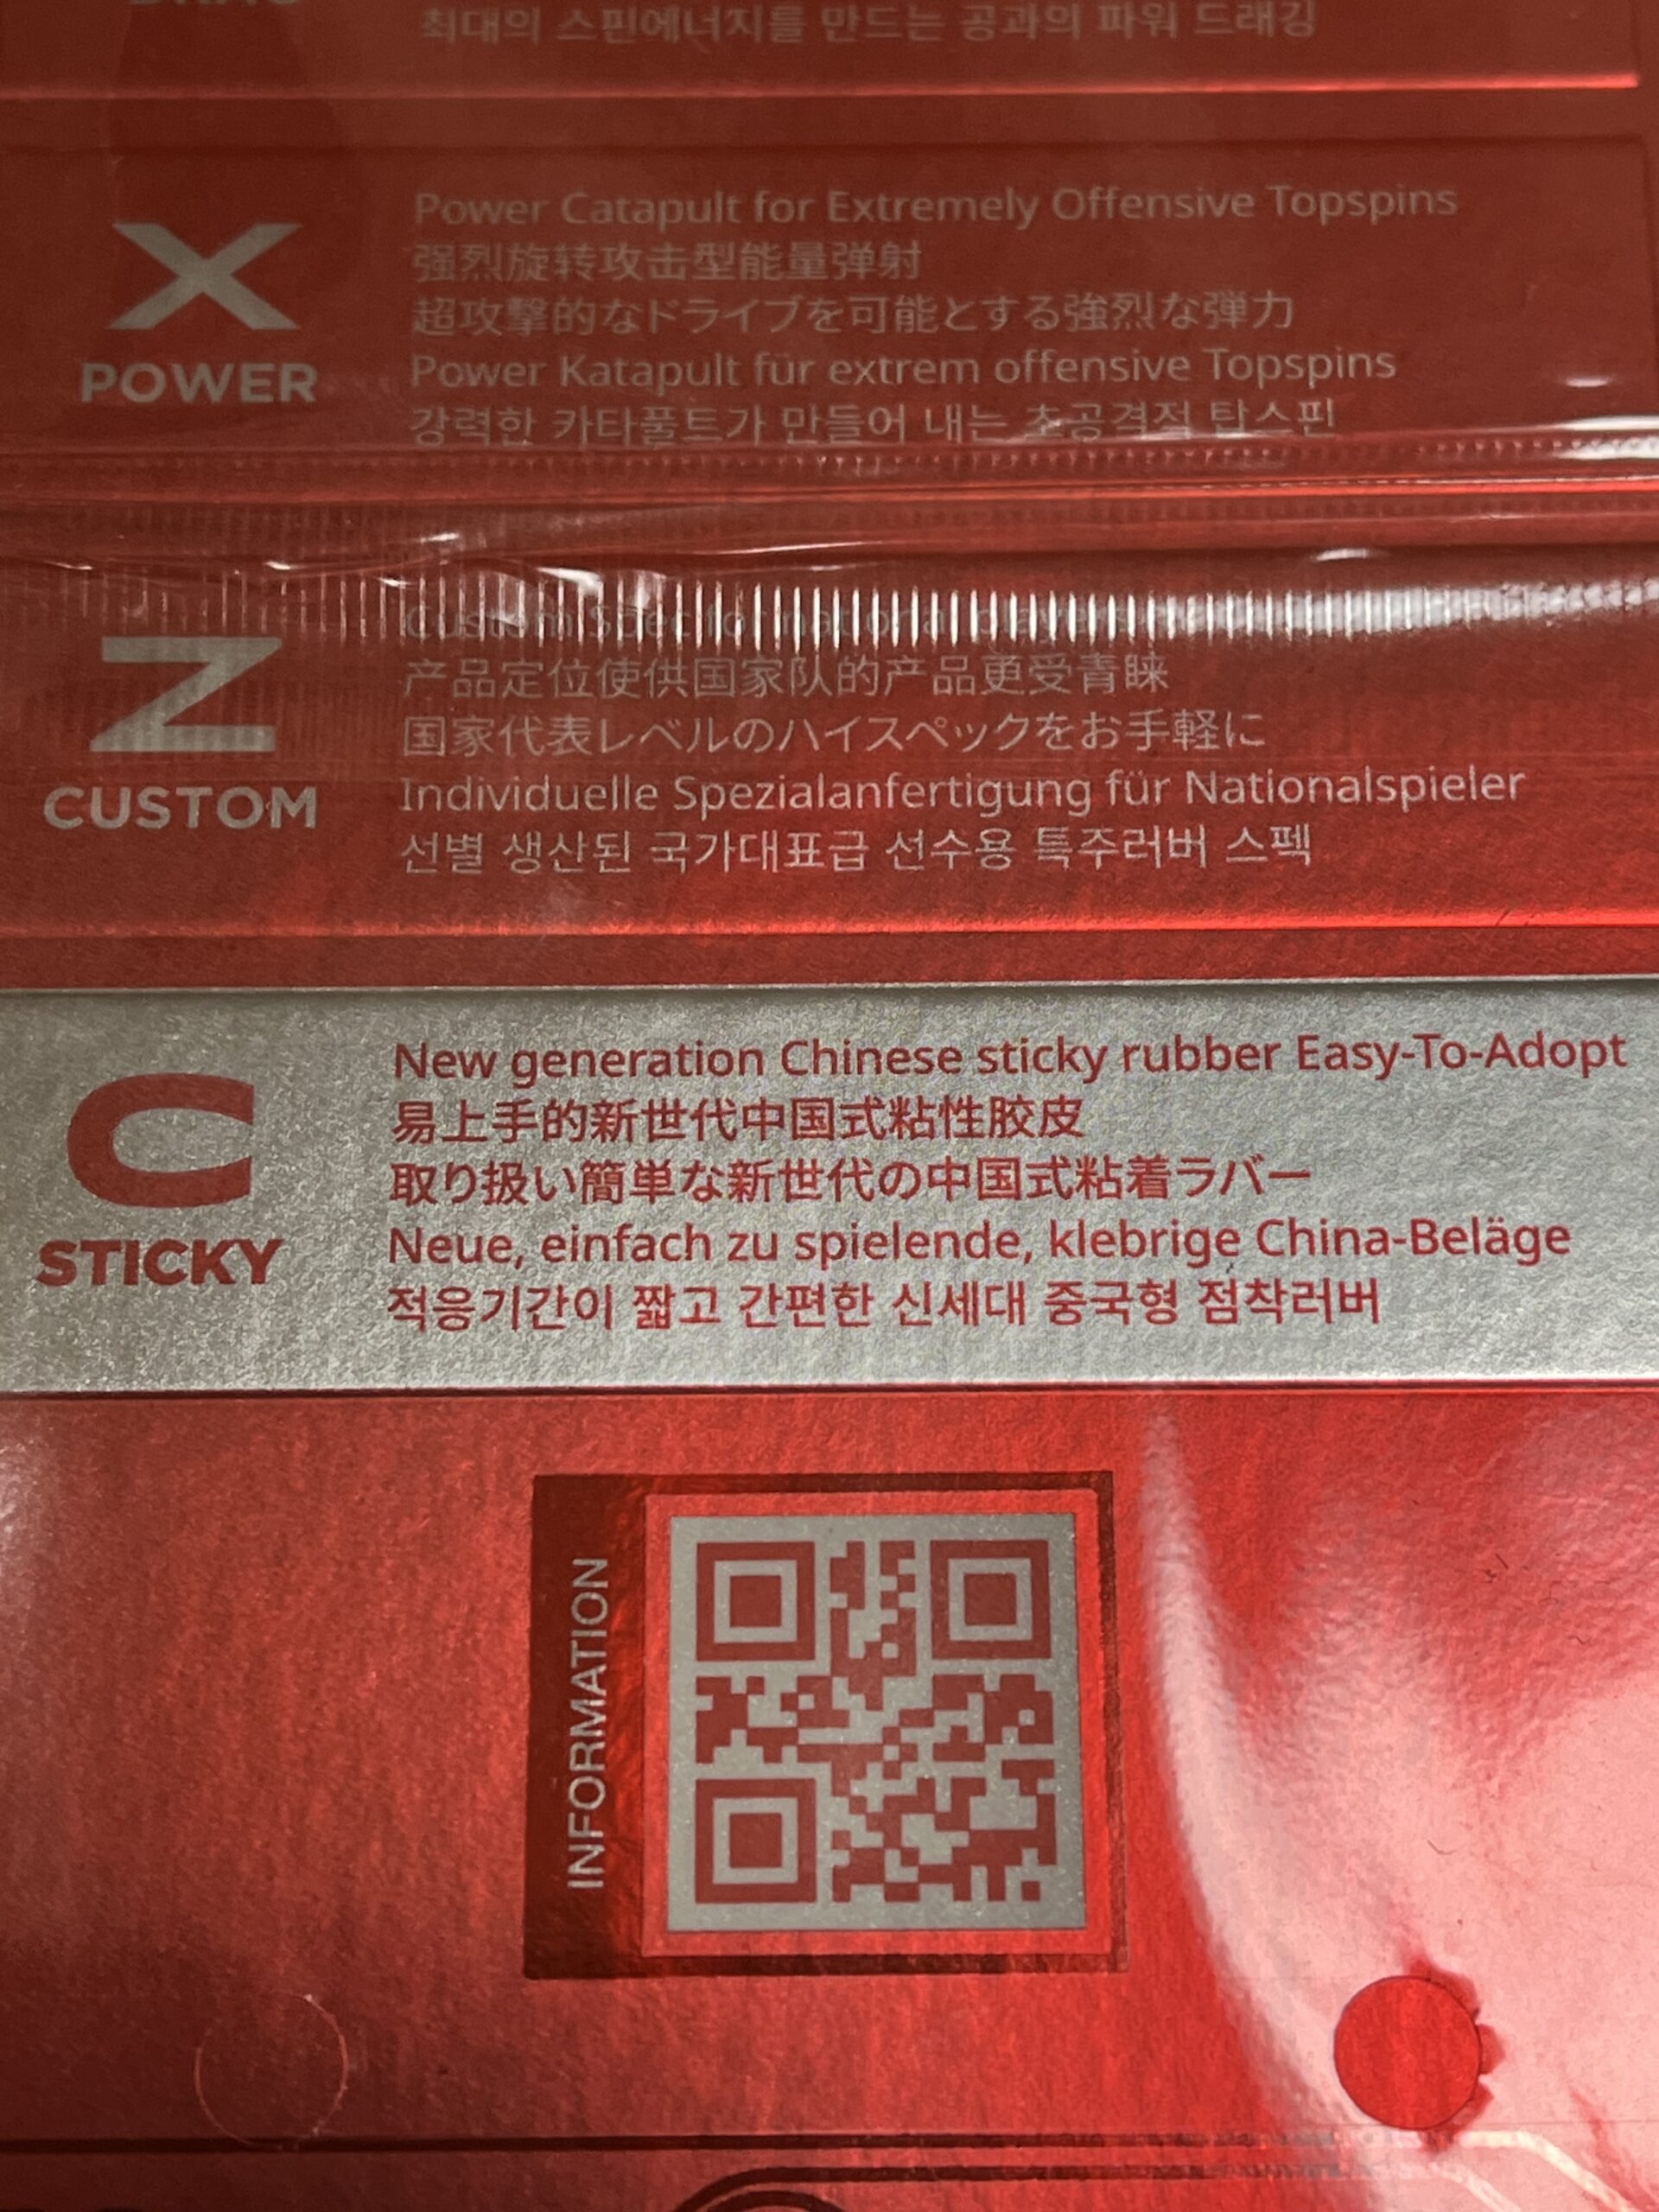 최대의 스핀에너지를 만드는 공과의 파워 드래깅
X
POWER
Power Catapult for Extremely Offensive Topspins
强烈旋转攻击型能量弹射
超攻撃的なドライブを可能とする強烈な弾力
Power Katapult für extrem offensive Topspins
강력한 카타풀트가 만들어 내는 초공격적 탑스핀
Z
CUSTOM
Custom Spec for national players
产品定位使供国家队的产品更受青睐
国家代表レベルのハイスペックをお手軽に
Individuelle Spezialanfertigung für Nationalspieler
선별 생산된 국가대표급 선수용 특주러버 스펙
C
STICKY
New generation Chinese sticky rubber Easy-To-Adopt
易上手的新世代中国式粘性胶皮
取り扱い簡単な新世代の中国式粘着ラバー
Neue, einfach zu spielende, klebrige China-Beläge
적응기간이 짧고 간편한 신세대 중국형 점착러버
INFORMATION